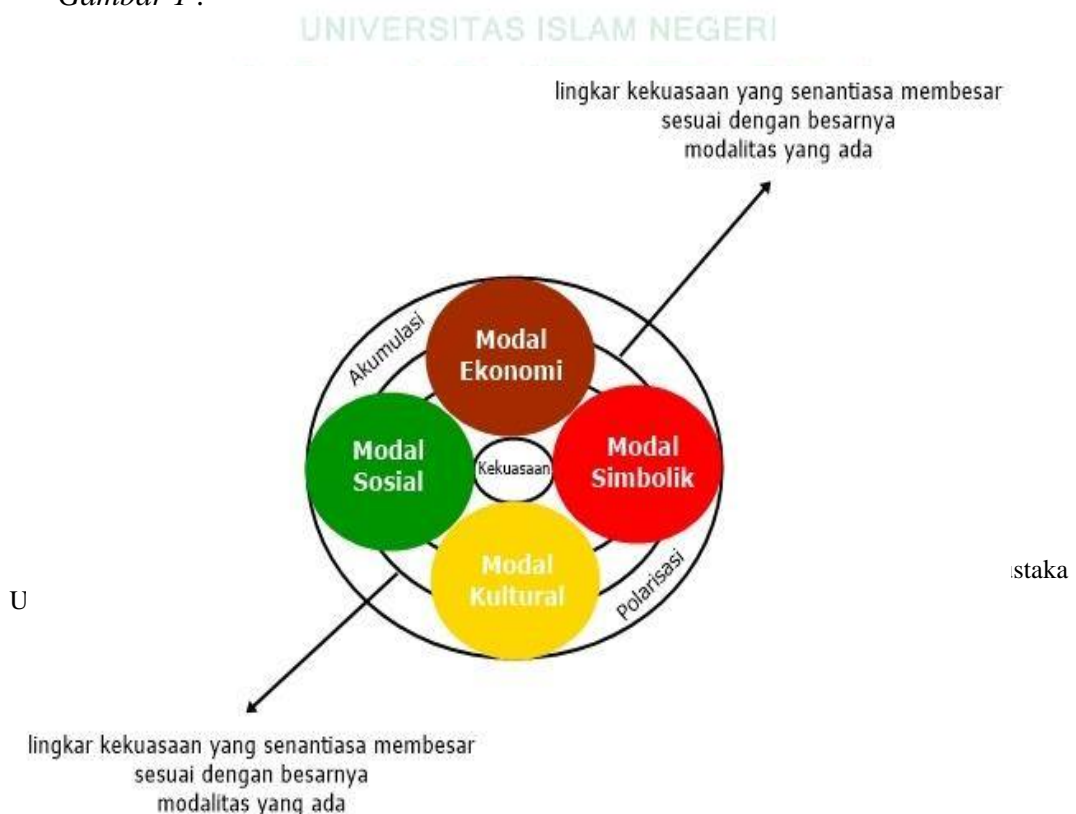 Gambar 1 :
UNIVERSITAS ISLAM NEGERI
lingkar kekuasaan yang senantiasa membesar
sesuai dengan besarnya
modalitas yang ada
Akumulasi
Modal
Ekonomi
Modal
Sosial
Kekuasaan
Modal
Simbolik
Modal
Kultural
Polarisasi
istaka
U
lingkar kekuasaan yang senantiasa membesar
sesuai dengan besarnya
modalitas yang ada